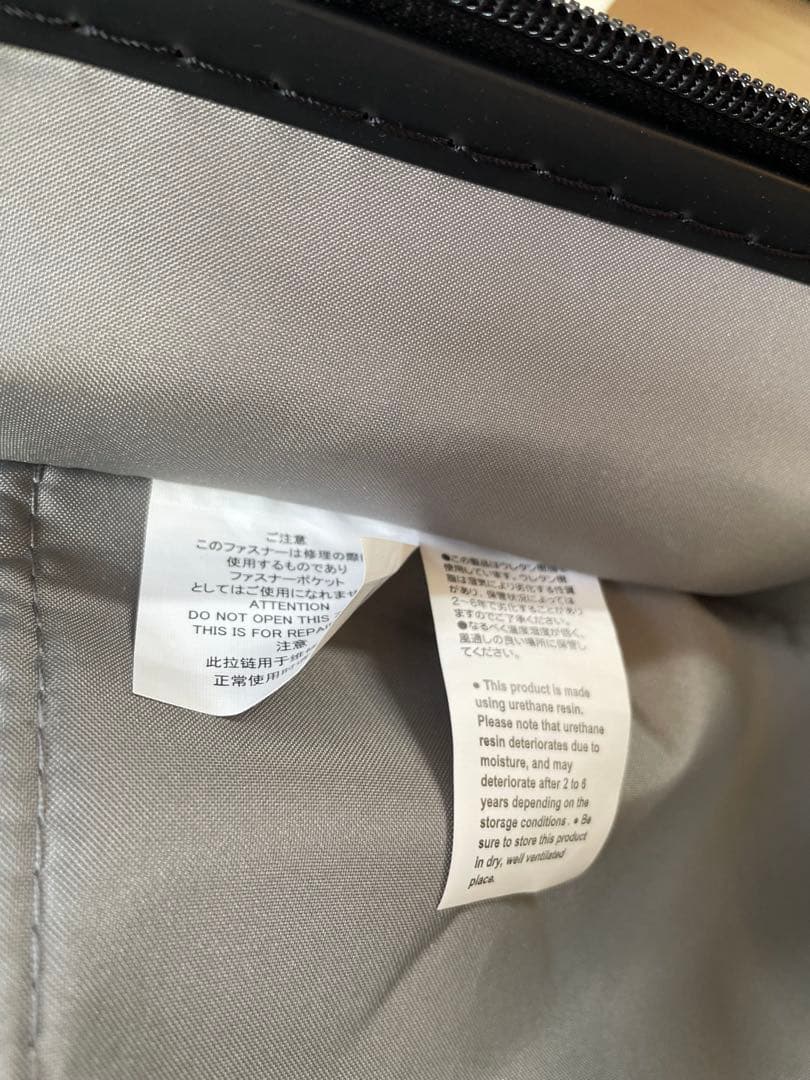 ご注意
このファスナーは修理の際
使用するものであり
ファスナーポケット
としてはご使用になれませ
ATTENTION
DO NOT OPEN THIS
THIS IS FOR REPA
注意
此拉链用于
正常使用
●この製品はウレタン樹
使用しています。ウレタン樹
脂は湿気により劣化する性
があり、保管状況によっては
2~6年で劣化することがあり
ますのでご了承ください。
●なるべく温度湿度が低く、
風通しの良い場所に保管し
てください。
● This product is made
using urethane resin.
Please note that urethane
resin deteriorates due to
moisture, and may
deteriorate after 2 to 6
years depending on the
storage conditions. ● Be
sure to store this product
in dry, well ventilated
place.